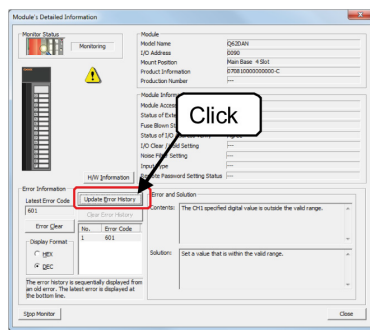 Module's Detailed Information
Monitor Status
Monitoring
Module
Model Name Q62DAN
I/O Address 0090
Mount Position Main Base 4 Slot
Product Information 070810000000000-C
Production Number ---
Module Information
Module Access
Status of Exte
Fuse Blown St
Status of I/O
I/O Clear / Hold Setting ---
Noise Filter Setting ---
Input Type ---
Remote Password Setting Status ---
Click
H/W Information
Error Information
Latest Error Code
601
Update Error History
Clear Error History
Error Clear
Display Format
HEX
DEC
No. Error Code
1 601
The error history is sequentially displayed from
an old error. The latest error is displayed at
the bottom line.
Error and Solution
Contents: The CH1 specified digital value is outside the valid range.
Solution: Set a value that is within the valid range.
Stop Monitor
Close